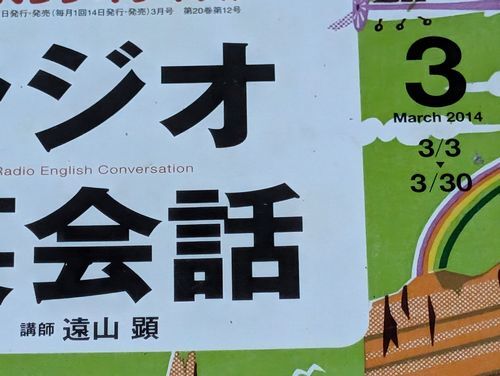 日発行・発売(毎月1回14日発行・発売)3月号 第20巻第12号
ジオ
Radio English Conversation
会話
講師 遠山 顕
3
March 2014
3/3
▼
3/30